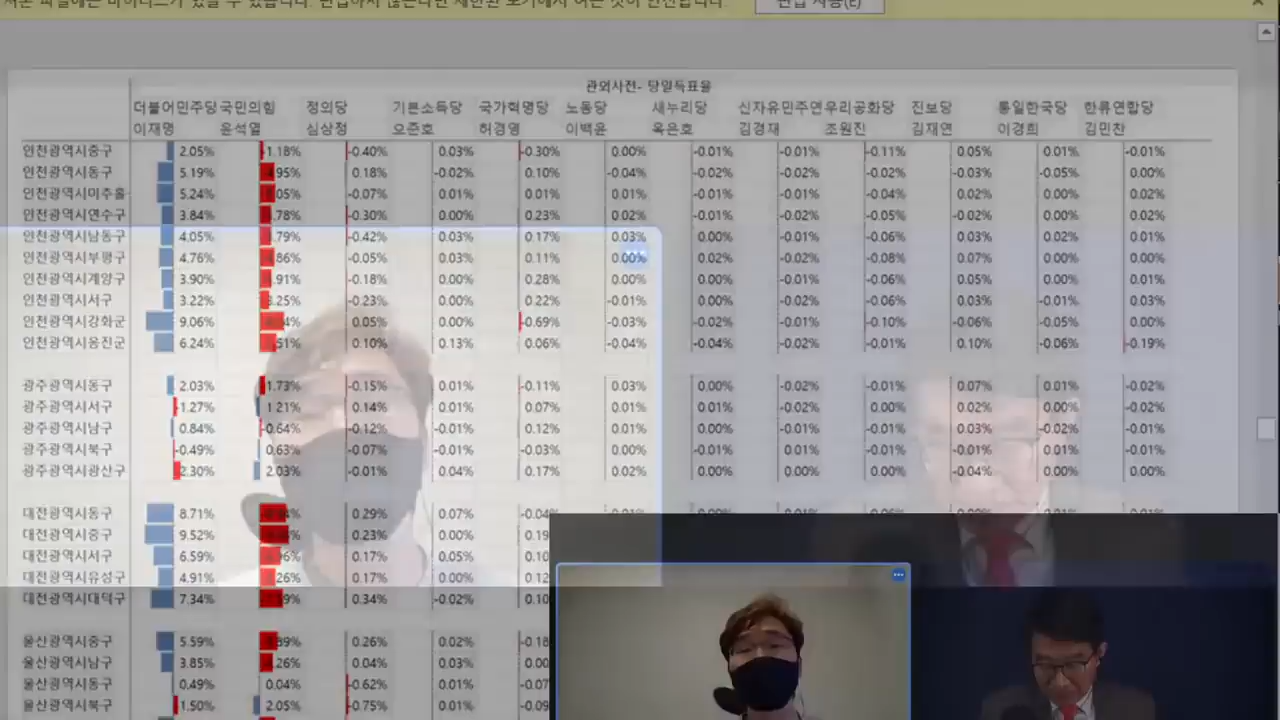 편집 사용(E)
관외사전- 당일득표율
더불어민주당 국민의힘 정의당 기본소득당 국가혁명당 노동당 새누리당 신자유민주연 우리공화당 진보당 통일한국당 한류연합당
이재명 윤석열 심상정 오준호 허경영 이백윤 옥은호 김경재 조원진 김재연 이경희 김민찬
인천광역시중구 2.05% -1.18% -0.40% 0.03% -0.30% 0.00% -0.01% -0.01% -0.11% 0.05% 0.01% -0.01%
인천광역시동구 5.19% .95% 0.18% -0.02% 0.10% -0.04% -0.02% -0.02% -0.02% -0.03% -0.05% 0.00%
인천광역시미추홀 5.24% .05% -0.07% 0.01% 0.01% 0.01% -0.01% -0.01% -0.04% 0.02% 0.00% 0.02%
인천광역시연수구 3.84% .78% -0.30% 0.00% 0.23% 0.02% -0.01% -0.02% -0.05% -0.02% 0.00% 0.01%
인천광역시남동구 4.05% .79% -0.42% 0.03% 0.17% 0.03% 0.00% -0.01% -0.06% 0.03% 0.02% 0.01%
인천광역시부평구 4.76% .86% -0.05% 0.03% 0.11% 0.00% 0.02% -0.02% -0.08% 0.07% 0.00% 0.00%
인천광역시계양구 3.90% .91% -0.18% 0.00% 0.28% 0.00% 0.00% -0.01% -0.06% 0.00% 0.00% 0.01%
인천광역시서구 3.22% .25% -0.23% 0.00% 0.22% -0.01% 0.00% -0.02% -0.06% 0.03% -0.01% 0.03%
인천광역시강화군 9.06% 4% 0.05% 0.00% -0.69% -0.03% -0.02% -0.01% -0.10% -0.06% -0.05% 0.00%
인천광역시옹진군 6.24% .51% 0.10% 0.13% 0.06% -0.04% -0.04% -0.02% -0.01% 0.10% -0.06% -0.19%
광주광역시동구 2.03% -1.73% -0.15% 0.01% -0.11% 0.03% 0.00% -0.02% -0.01% 0.07% 0.01% -0.02%
광주광역시서구 -1.27% 1.21% 0.14% 0.01% 0.07% 0.01% 0.01% -0.02% 0.00% 0.02% 0.00% -0.02%
광주광역시남구 0.84% -0.64% -0.12% -0.01% 0.12% 0.01% 0.00% -0.01% 0.00% 0.03% -0.02% -0.01%
광주광역시북구 -0.49% 0.63% -0.07% -0.01% -0.03% 0.00% -0.01% 0.00% -0.01% -0.01% 0.01% -0.01%
광주광역시광산구 -2.30% 2.03% -0.01% 0.04% 0.17% 0.02% 0.00% 0.00% 0.00% -0.04% 0.00% 0.00%
대전광역시동구 8.71% 0.29% 0.07% -0.04
대전광역시중구 9.52% 0.23% 0.00% 0.19
대전광역시서구 6.59% 6% 0.17% 0.05% 0.10
대전광역시유성구 4.91% .26% 0.17% 0.00% 0.12
대전광역시대덕구 7.34% 9% 0.34% -0.02% 0.10
울산광역시중구 5.59% 39% 0.26% 0.02% -0.18
울산광역시남구 3.85% .26% 0.04% 0.03% 0.00
울산광역시동구 0.49% 0.04% -0.62% 0.01% -0.07
울산광역시북구 -1.50% 2.05% -0.75% 0.01% -0.09